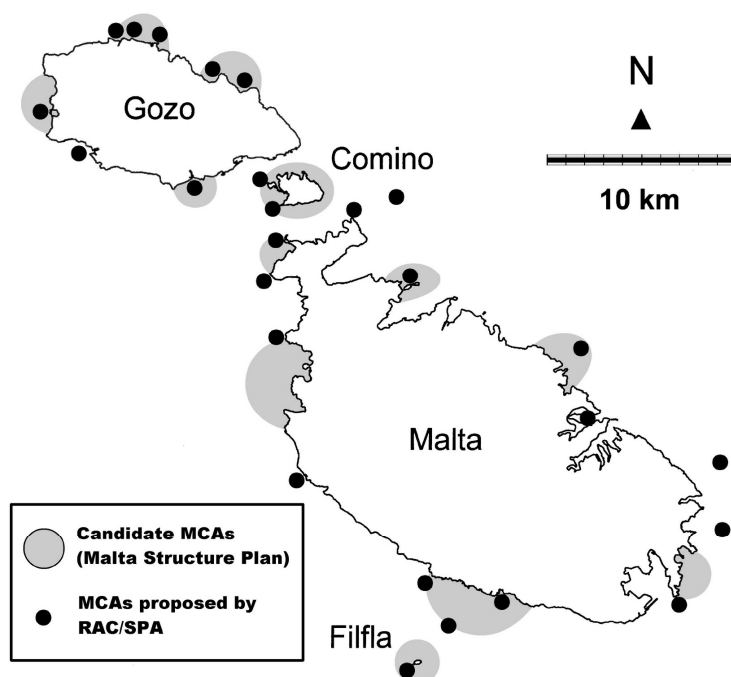 N
Gozo
Comino
10 km
Malta
Candidate MCAs
(Malta Structure Plan)
MCAs proposed by
RAC/SPA
Filfla